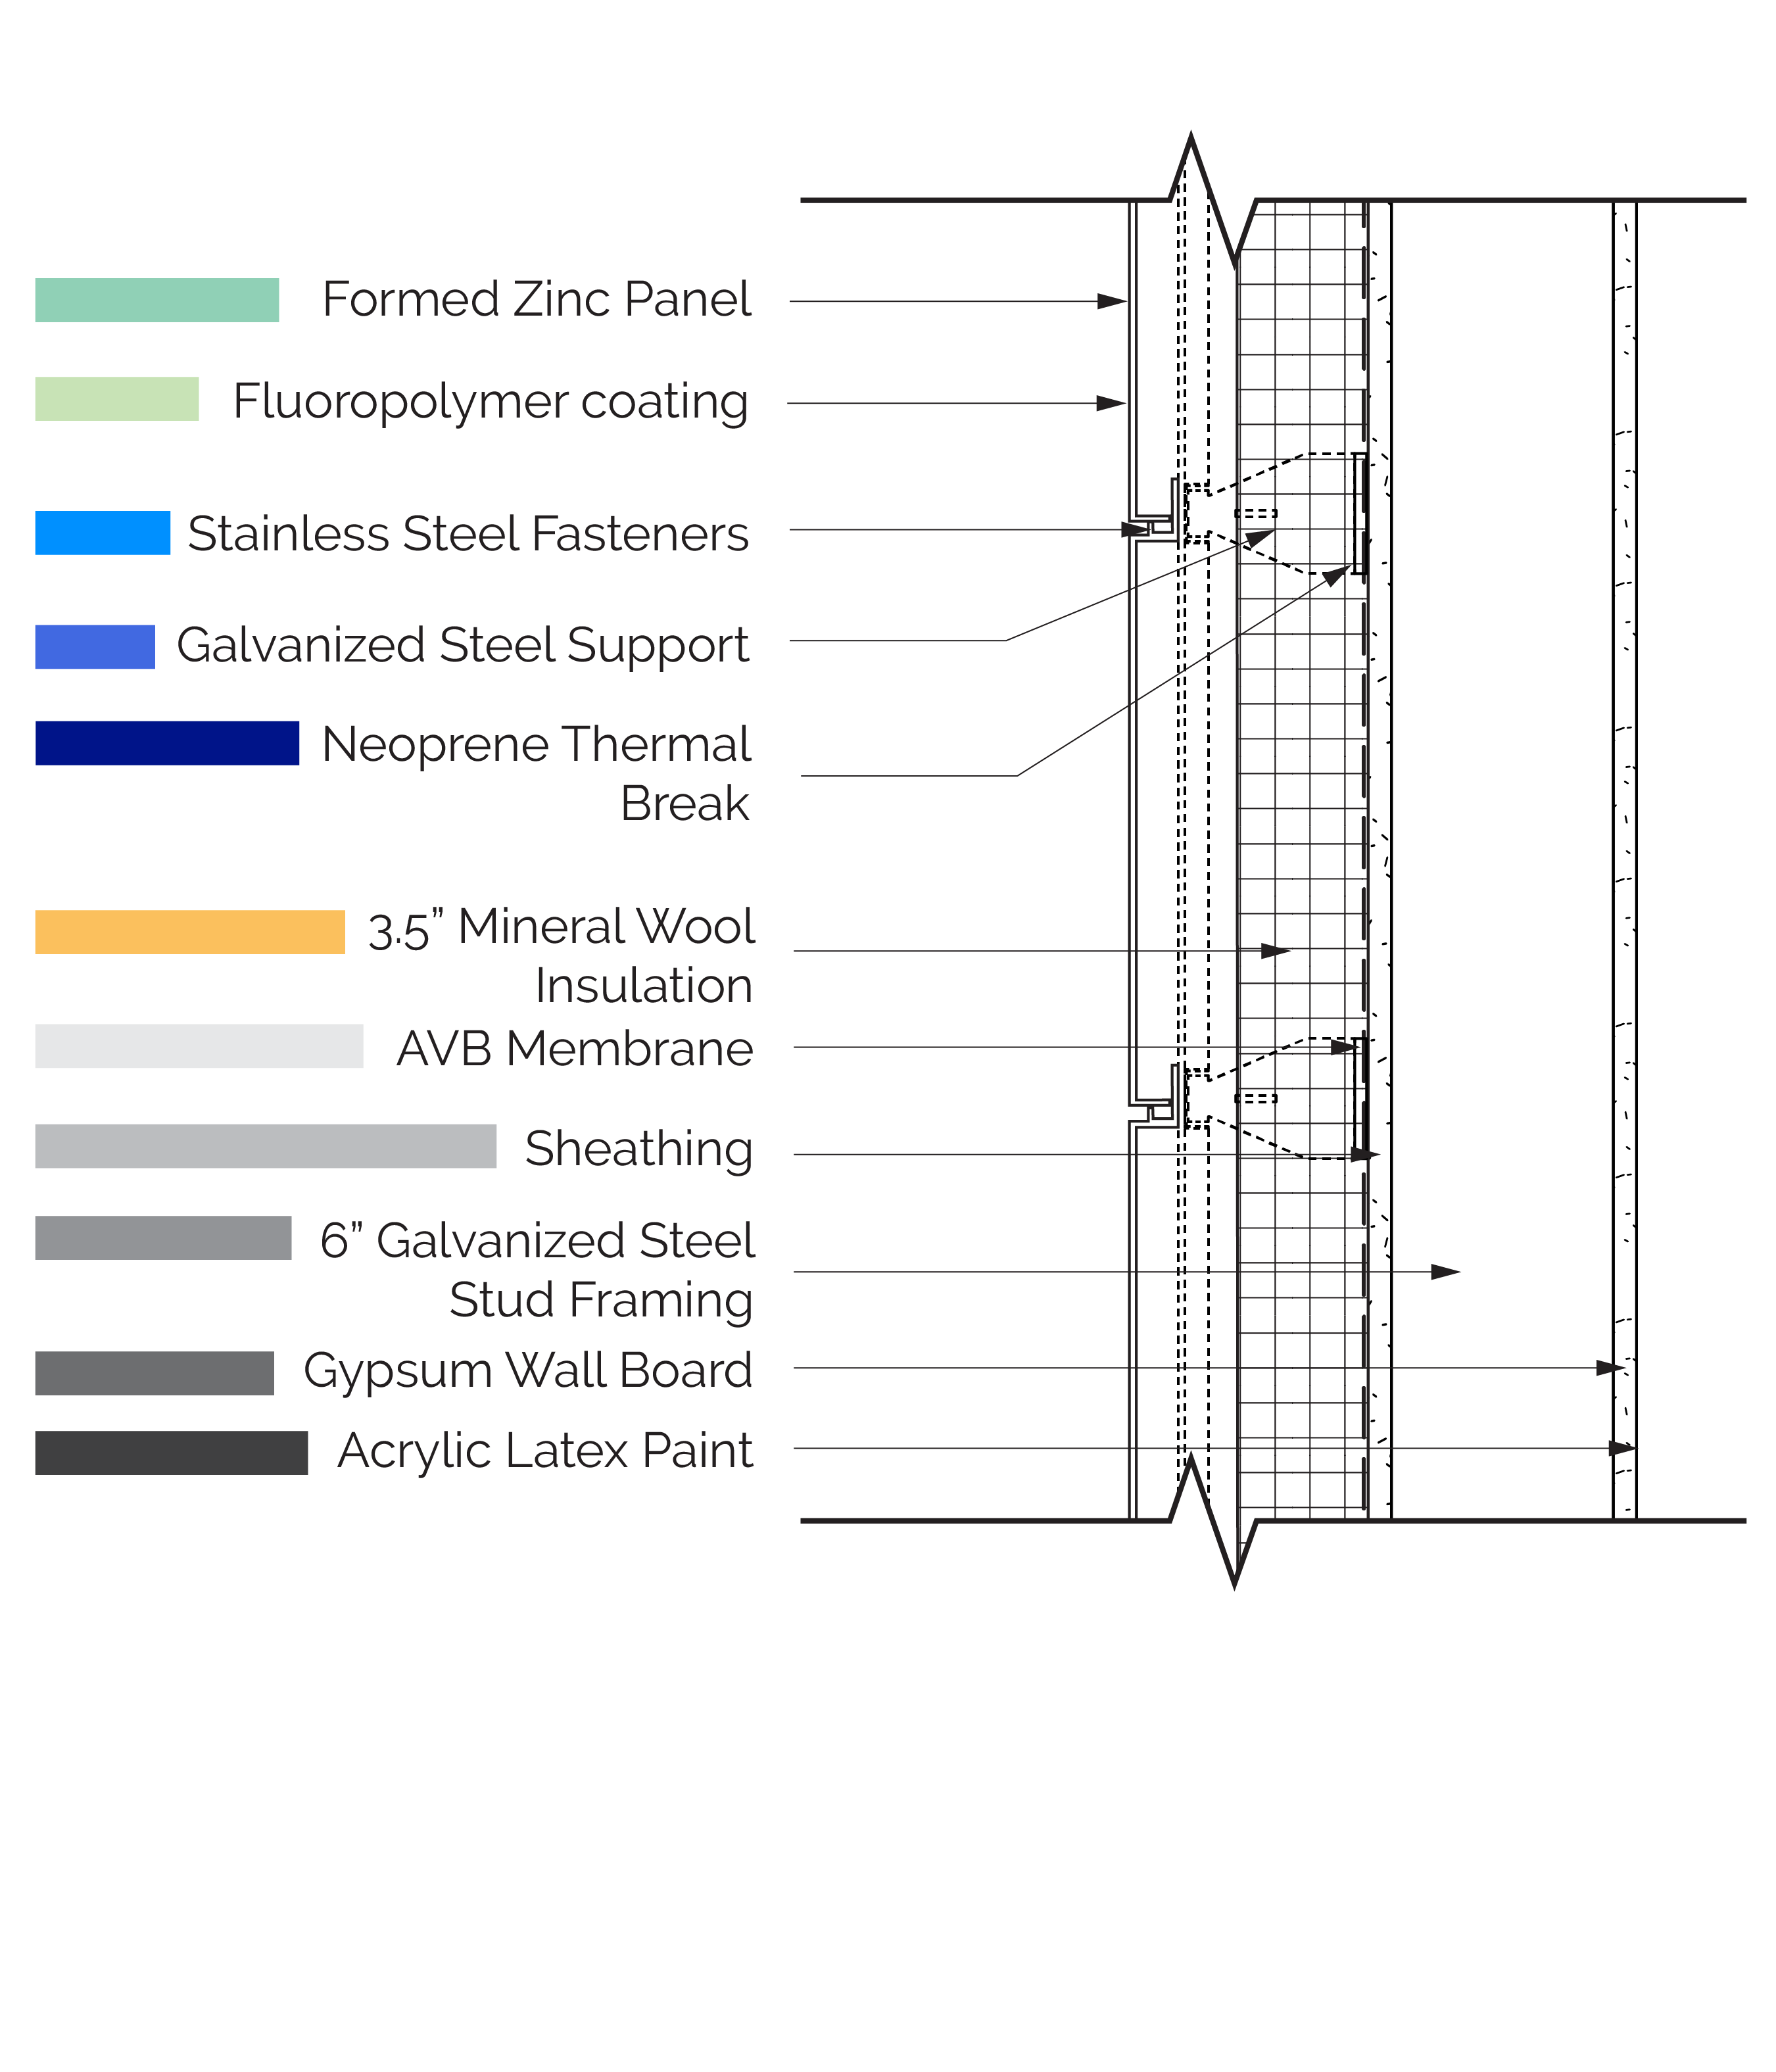 Formed Zinc Panel
Fluoropolymer coating
Stainless Steel Fasteners
Galvanized Steel Support
Neoprene Thermal
Break
3.5” Mineral Wool
Insulation
AVB Membrane
Sheathing
6” Galvanized Steel
Stud Framing
Gypsum Wall Board
Acrylic Latex Paint